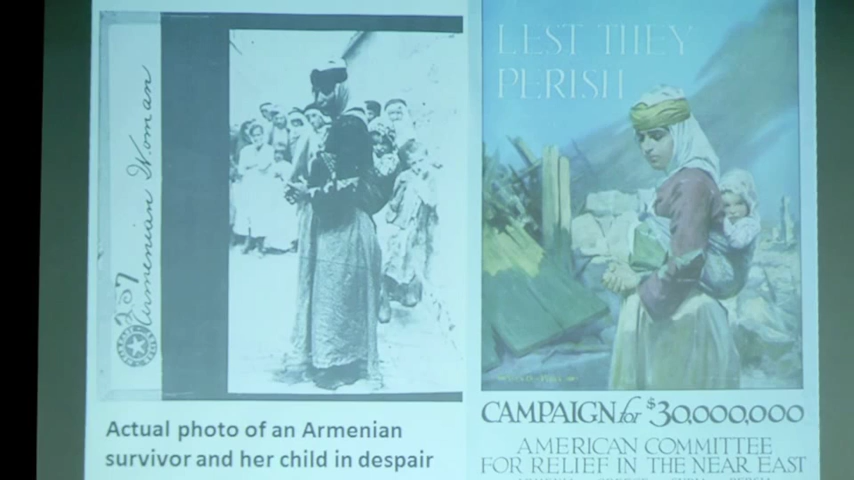 257
Armenian Woman
Actual photo of an Armenian
survivor and her child in despair
LEST THEY
PERISH
CAMPAIGN for $30,000,000
AMERICAN COMMITTEE
FOR RELIEF IN THE NEAR EAST